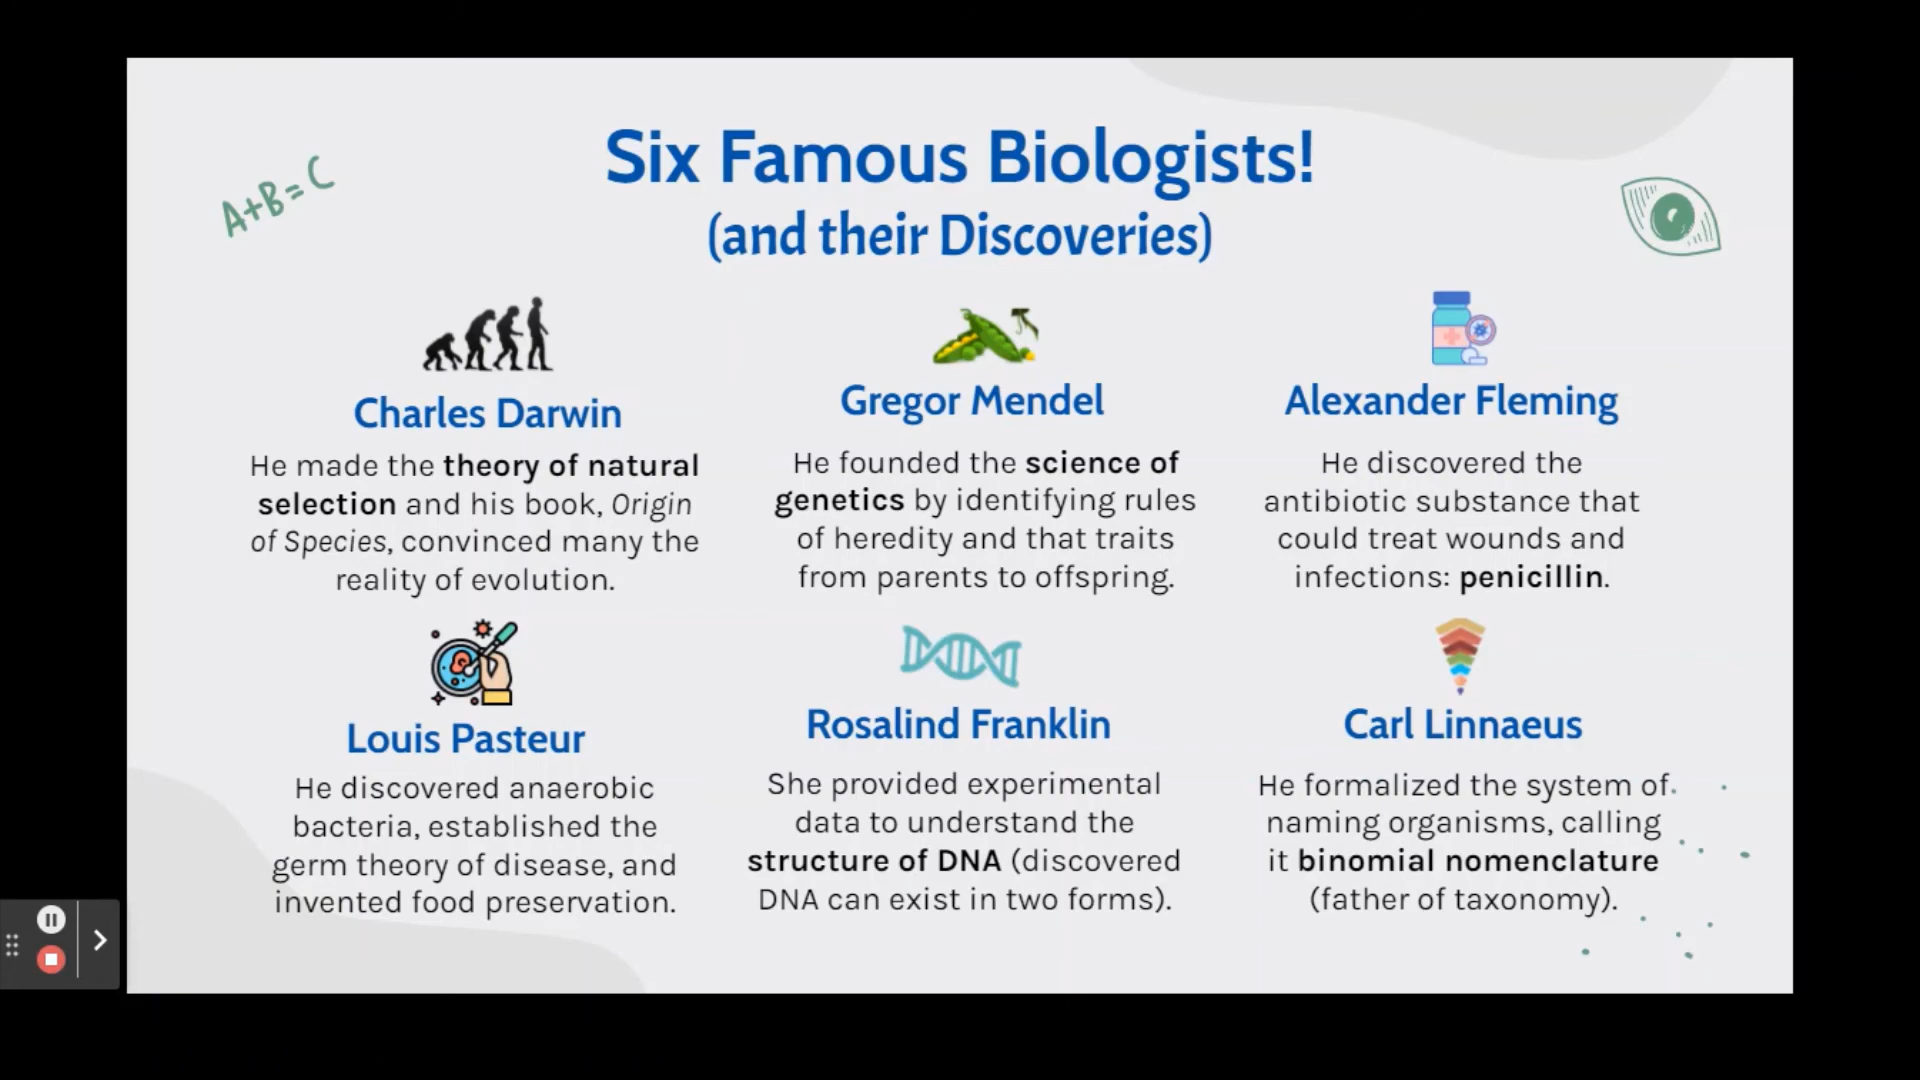 Six Famous Biologists!
(and their Discoveries)
A+B=C
Charles Darwin
He made the theory of natural
selection and his book, Origin
of Species, convinced many the
reality of evolution.
Gregor Mendel
He founded the science of
genetics by identifying rules
of heredity and that traits
from parents to offspring.
Alexander Fleming
He discovered the
antibiotic substance that
could treat wounds and
infections: penicillin.
Louis Pasteur
He discovered anaerobic
bacteria, established the
germ theory of disease, and
invented food preservation.
Rosalind Franklin
She provided experimental
data to understand the
structure of DNA (discovered
DNA can exist in two forms).
Carl Linnaeus
He formalized the system of
naming organisms, calling
it binomial nomenclature
(father of taxonomy).